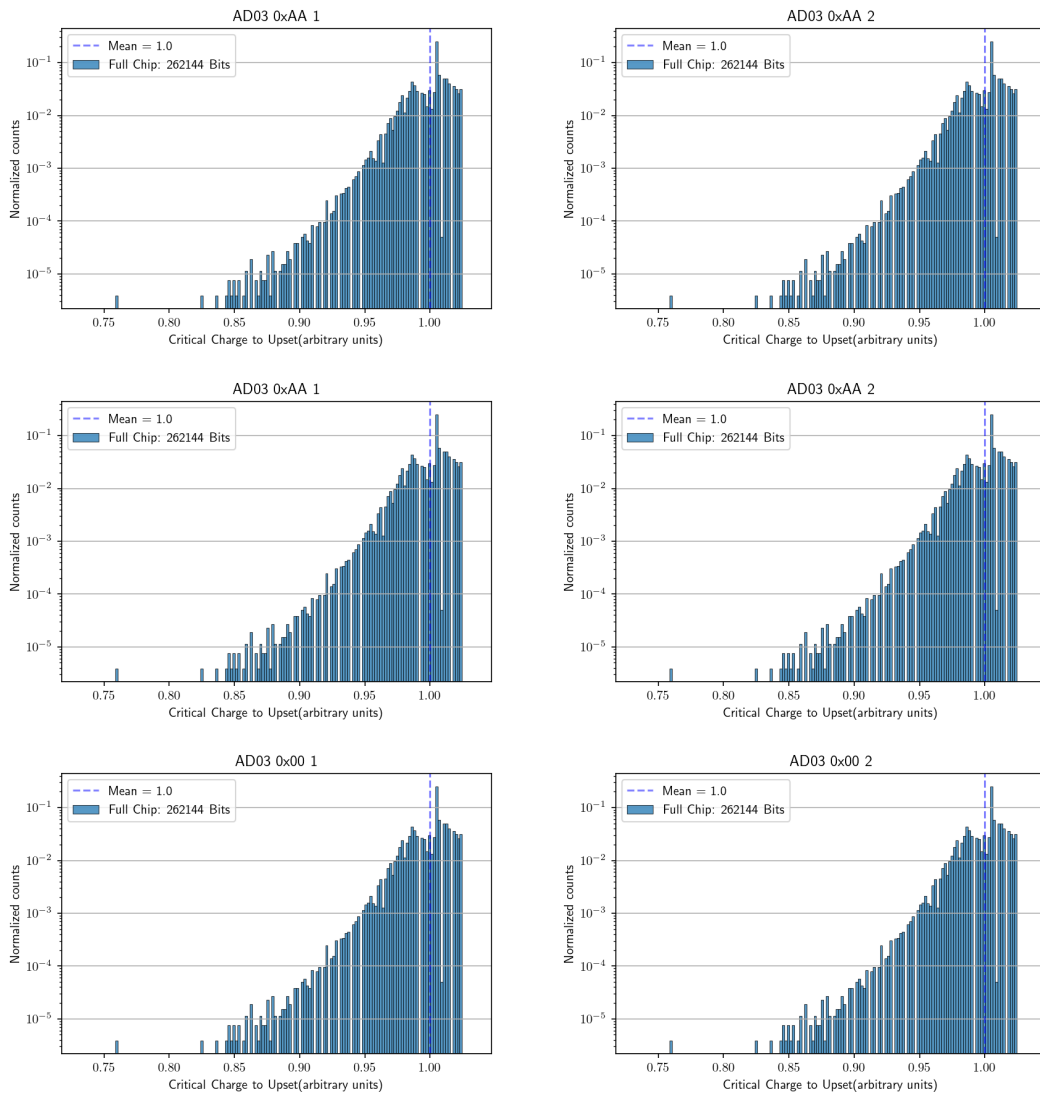 AD03 0xAA 1
Mean = 1.0
Full Chip: 262144 Bits
Normalized counts
10⁻¹
10⁻²
10⁻³
10⁻⁴
10⁻⁵
0.75 0.80 0.85 0.90 0.95 1.00
Critical Charge to Upset(arbitrary units)
AD03 0xAA 2
Mean = 1.0
Full Chip: 262144 Bits
Normalized counts
10⁻¹
10⁻²
10⁻³
10⁻⁴
10⁻⁵
0.75 0.80 0.85 0.90 0.95 1.00
Critical Charge to Upset(arbitrary units)
AD03 0xAA 1
Mean = 1.0
Full Chip: 262144 Bits
Normalized counts
10⁻¹
10⁻²
10⁻³
10⁻⁴
10⁻⁵
0.75 0.80 0.85 0.90 0.95 1.00
Critical Charge to Upset(arbitrary units)
AD03 0xAA 2
Mean = 1.0
Full Chip: 262144 Bits
Normalized counts
10⁻¹
10⁻²
10⁻³
10⁻⁴
10⁻⁵
0.75 0.80 0.85 0.90 0.95 1.00
Critical Charge to Upset(arbitrary units)
AD03 0x00 1
Mean = 1.0
Full Chip: 262144 Bits
Normalized counts
10⁻¹
10⁻²
10⁻³
10⁻⁴
10⁻⁵
0.75 0.80 0.85 0.90 0.95 1.00
Critical Charge to Upset(arbitrary units)
AD03 0x00 2
Mean = 1.0
Full Chip: 262144 Bits
Normalized counts
10⁻¹
10⁻²
10⁻³
10⁻⁴
10⁻⁵
0.75 0.80 0.85 0.90 0.95 1.00
Critical Charge to Upset(arbitrary units)